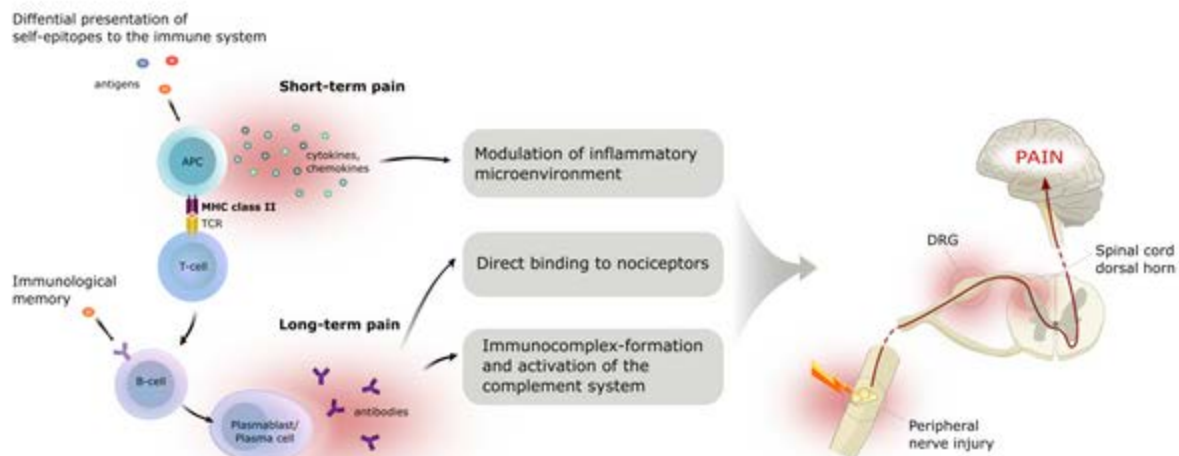 Diffential presentation of
self-epitopes to the immune system
antigens
Short-term pain
APC
cytokines,
chemokines
MHC class II
TCR
T-cell
Immunological
memory
B-cell
Long-term pain
Plasmablast/
Plasma cell
antibodies
Modulation of inflammatory
microenvironment
Direct binding to nociceptors
Immunocomplex-formation
and activation of the
complement system
PAIN
DRG
Spinal cord
dorsal horn
Peripheral
nerve injury